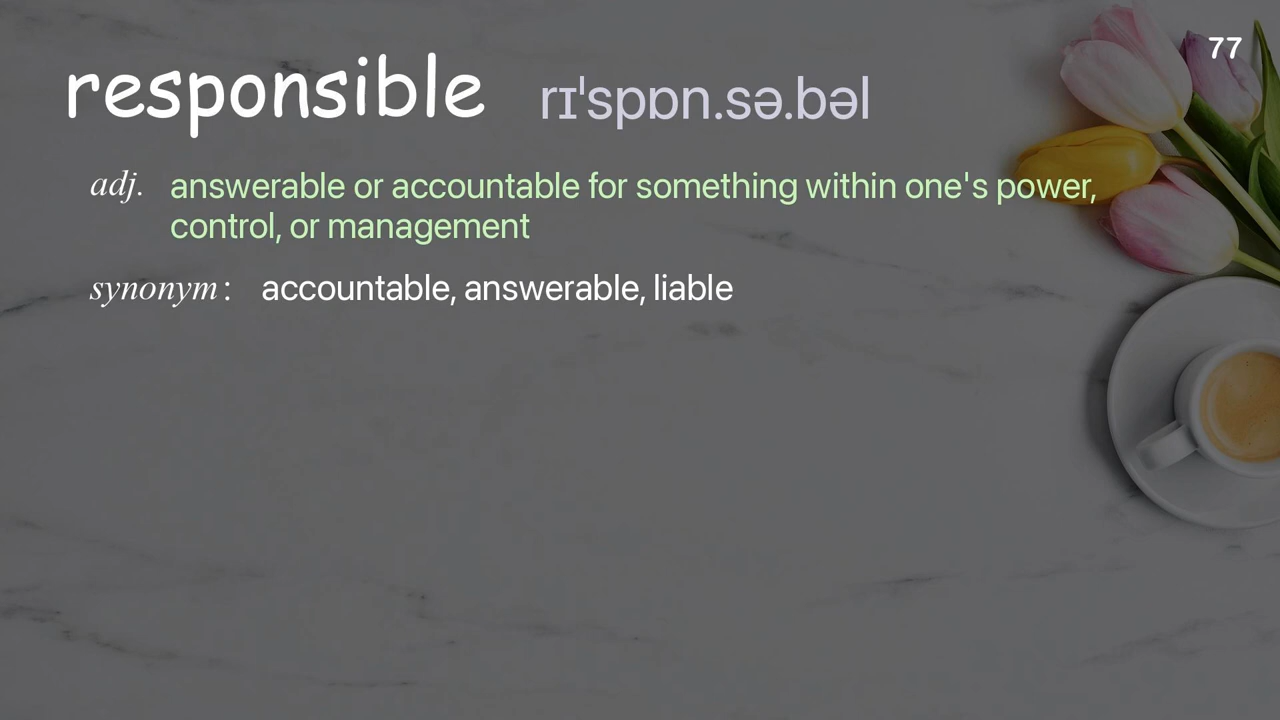 77
responsible rɪˈspɒn.sə.bəl
adj. answerable or accountable for something within one's power,
control, or management
synonym : accountable, answerable, liable